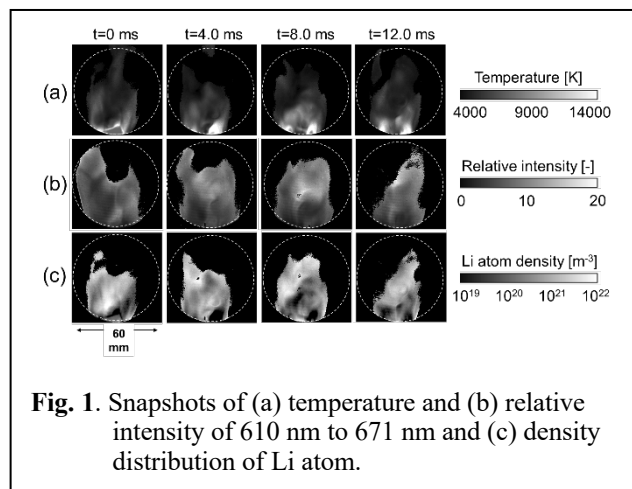 t=0 ms t=4.0 ms t=8.0 ms t=12.0 ms
(a)
Temperature [K]
4000 9000 14000
(b)
Relative intensity [-]
0 10 20
(c)
Li atom density [m⁻³]
10¹⁹ 10²⁰ 10²¹ 10²²
60
mm
Fig. 1. Snapshots of (a) temperature and (b) relative
intensity of 610 nm to 671 nm and (c) density
distribution of Li atom.